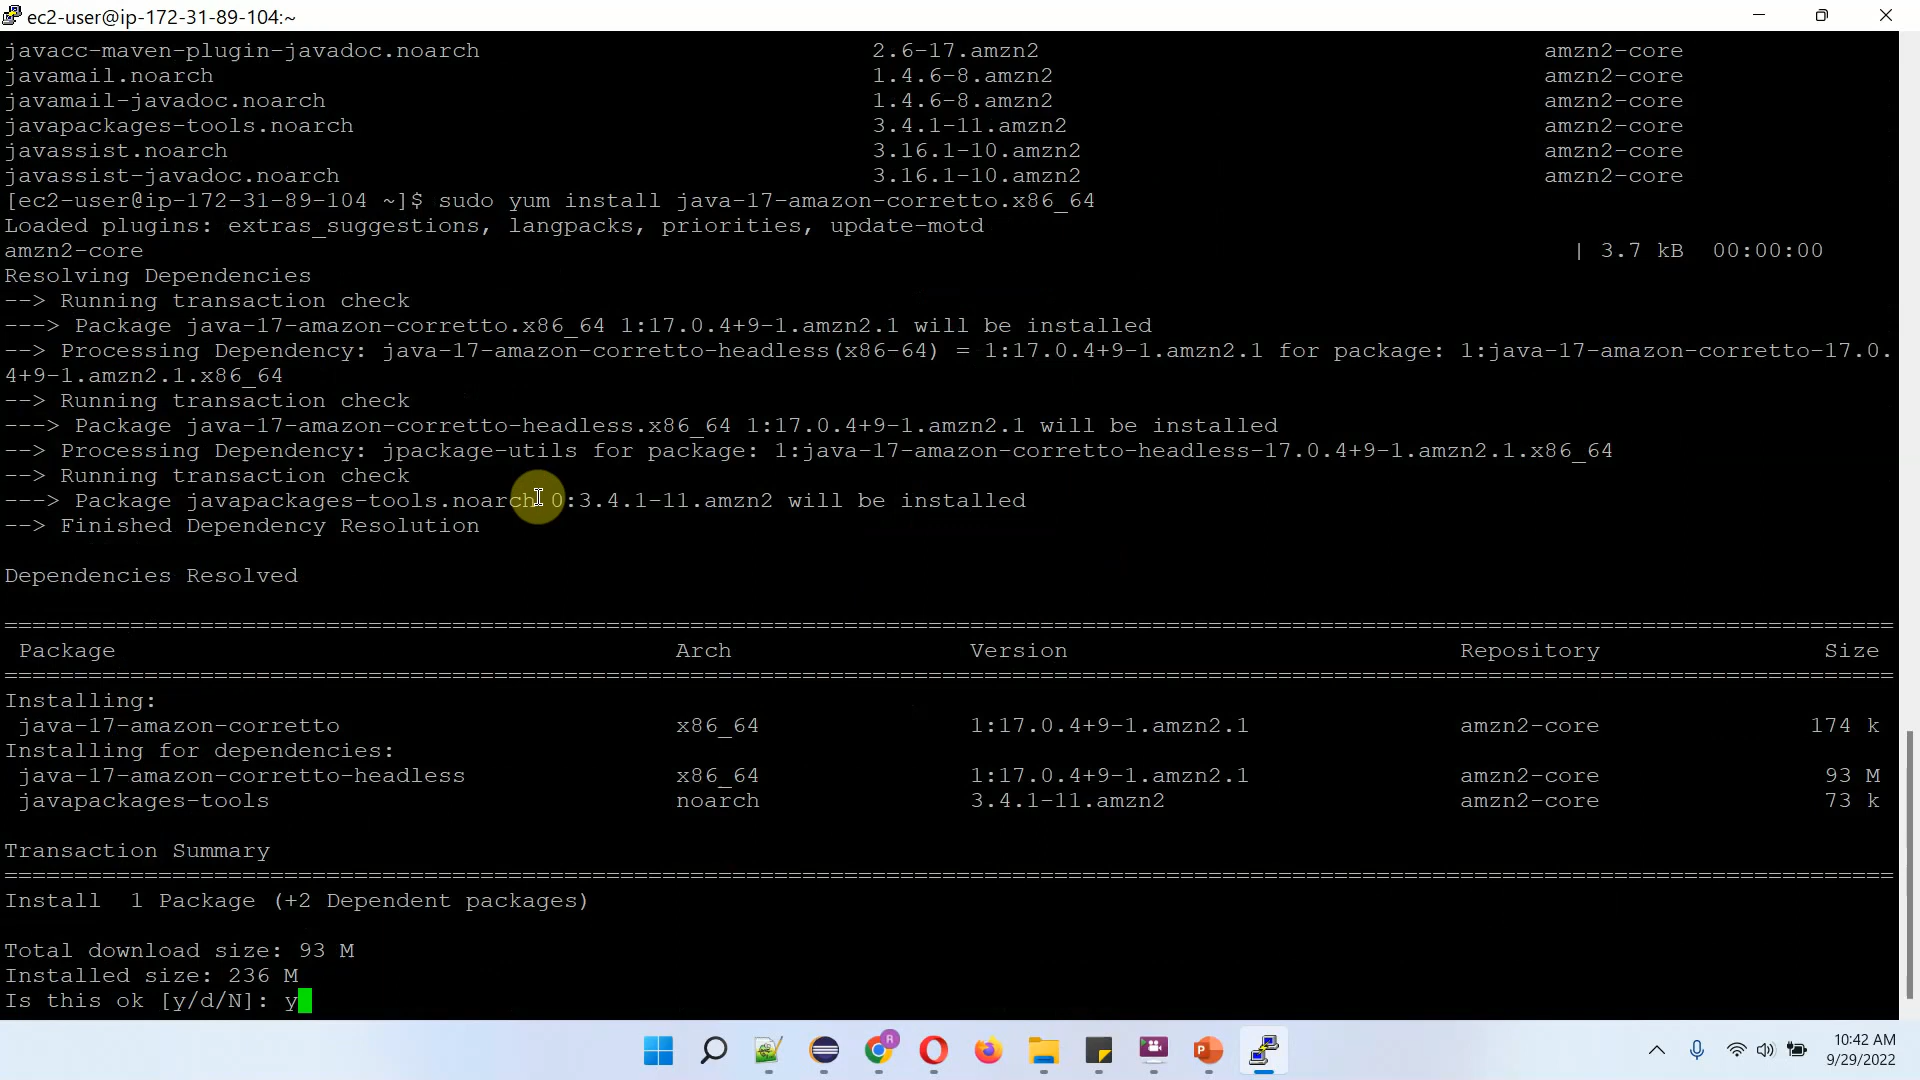 ec2-user@ip-172-31-89-104:~
javacc-maven-plugin-javadoc.noarch 2.6-17.amzn2 amzn2-core
javamail.noarch 1.4.6-8.amzn2 amzn2-core
javamail-javadoc.noarch 1.4.6-8.amzn2 amzn2-core
javapackages-tools.noarch 3.4.1-11.amzn2 amzn2-core
javassist.noarch 3.16.1-10.amzn2 amzn2-core
javassist-javadoc.noarch 3.16.1-10.amzn2 amzn2-core
[ec2-user@ip-172-31-89-104 ~]$ sudo yum install java-17-amazon-corretto.x86_64
Loaded plugins: extras_suggestions, langpacks, priorities, update-motd
amzn2-core | 3.7 kB 00:00:00
Resolving Dependencies
--> Running transaction check
---> Package java-17-amazon-corretto.x86_64 1:17.0.4+9-1.amzn2.1 will be installed
--> Processing Dependency: java-17-amazon-corretto-headless(x86-64) = 1:17.0.4+9-1.amzn2.1 for package: 1:java-17-amazon-corretto-17.0.
4+9-1.amzn2.1.x86_64
--> Running transaction check
---> Package java-17-amazon-corretto-headless.x86_64 1:17.0.4+9-1.amzn2.1 will be installed
--> Processing Dependency: jpackage-utils for package: 1:java-17-amazon-corretto-headless-17.0.4+9-1.amzn2.1.x86_64
--> Running transaction check
---> Package javapackages-tools.noarch 0:3.4.1-11.amzn2 will be installed
--> Finished Dependency Resolution
Dependencies Resolved
Package Arch Version Repository Size
Installing:
java-17-amazon-corretto x86_64 1:17.0.4+9-1.amzn2.1 amzn2-core 174 k
Installing for dependencies:
java-17-amazon-corretto-headless x86_64 1:17.0.4+9-1.amzn2.1 amzn2-core 93 M
javapackages-tools noarch 3.4.1-11.amzn2 amzn2-core 73 k
Transaction Summary
Install 1 Package (+2 Dependent packages)
Total download size: 93 M
Installed size: 236 M
Is this ok [y/d/N]: y
R
10:42 AM
9/29/2022